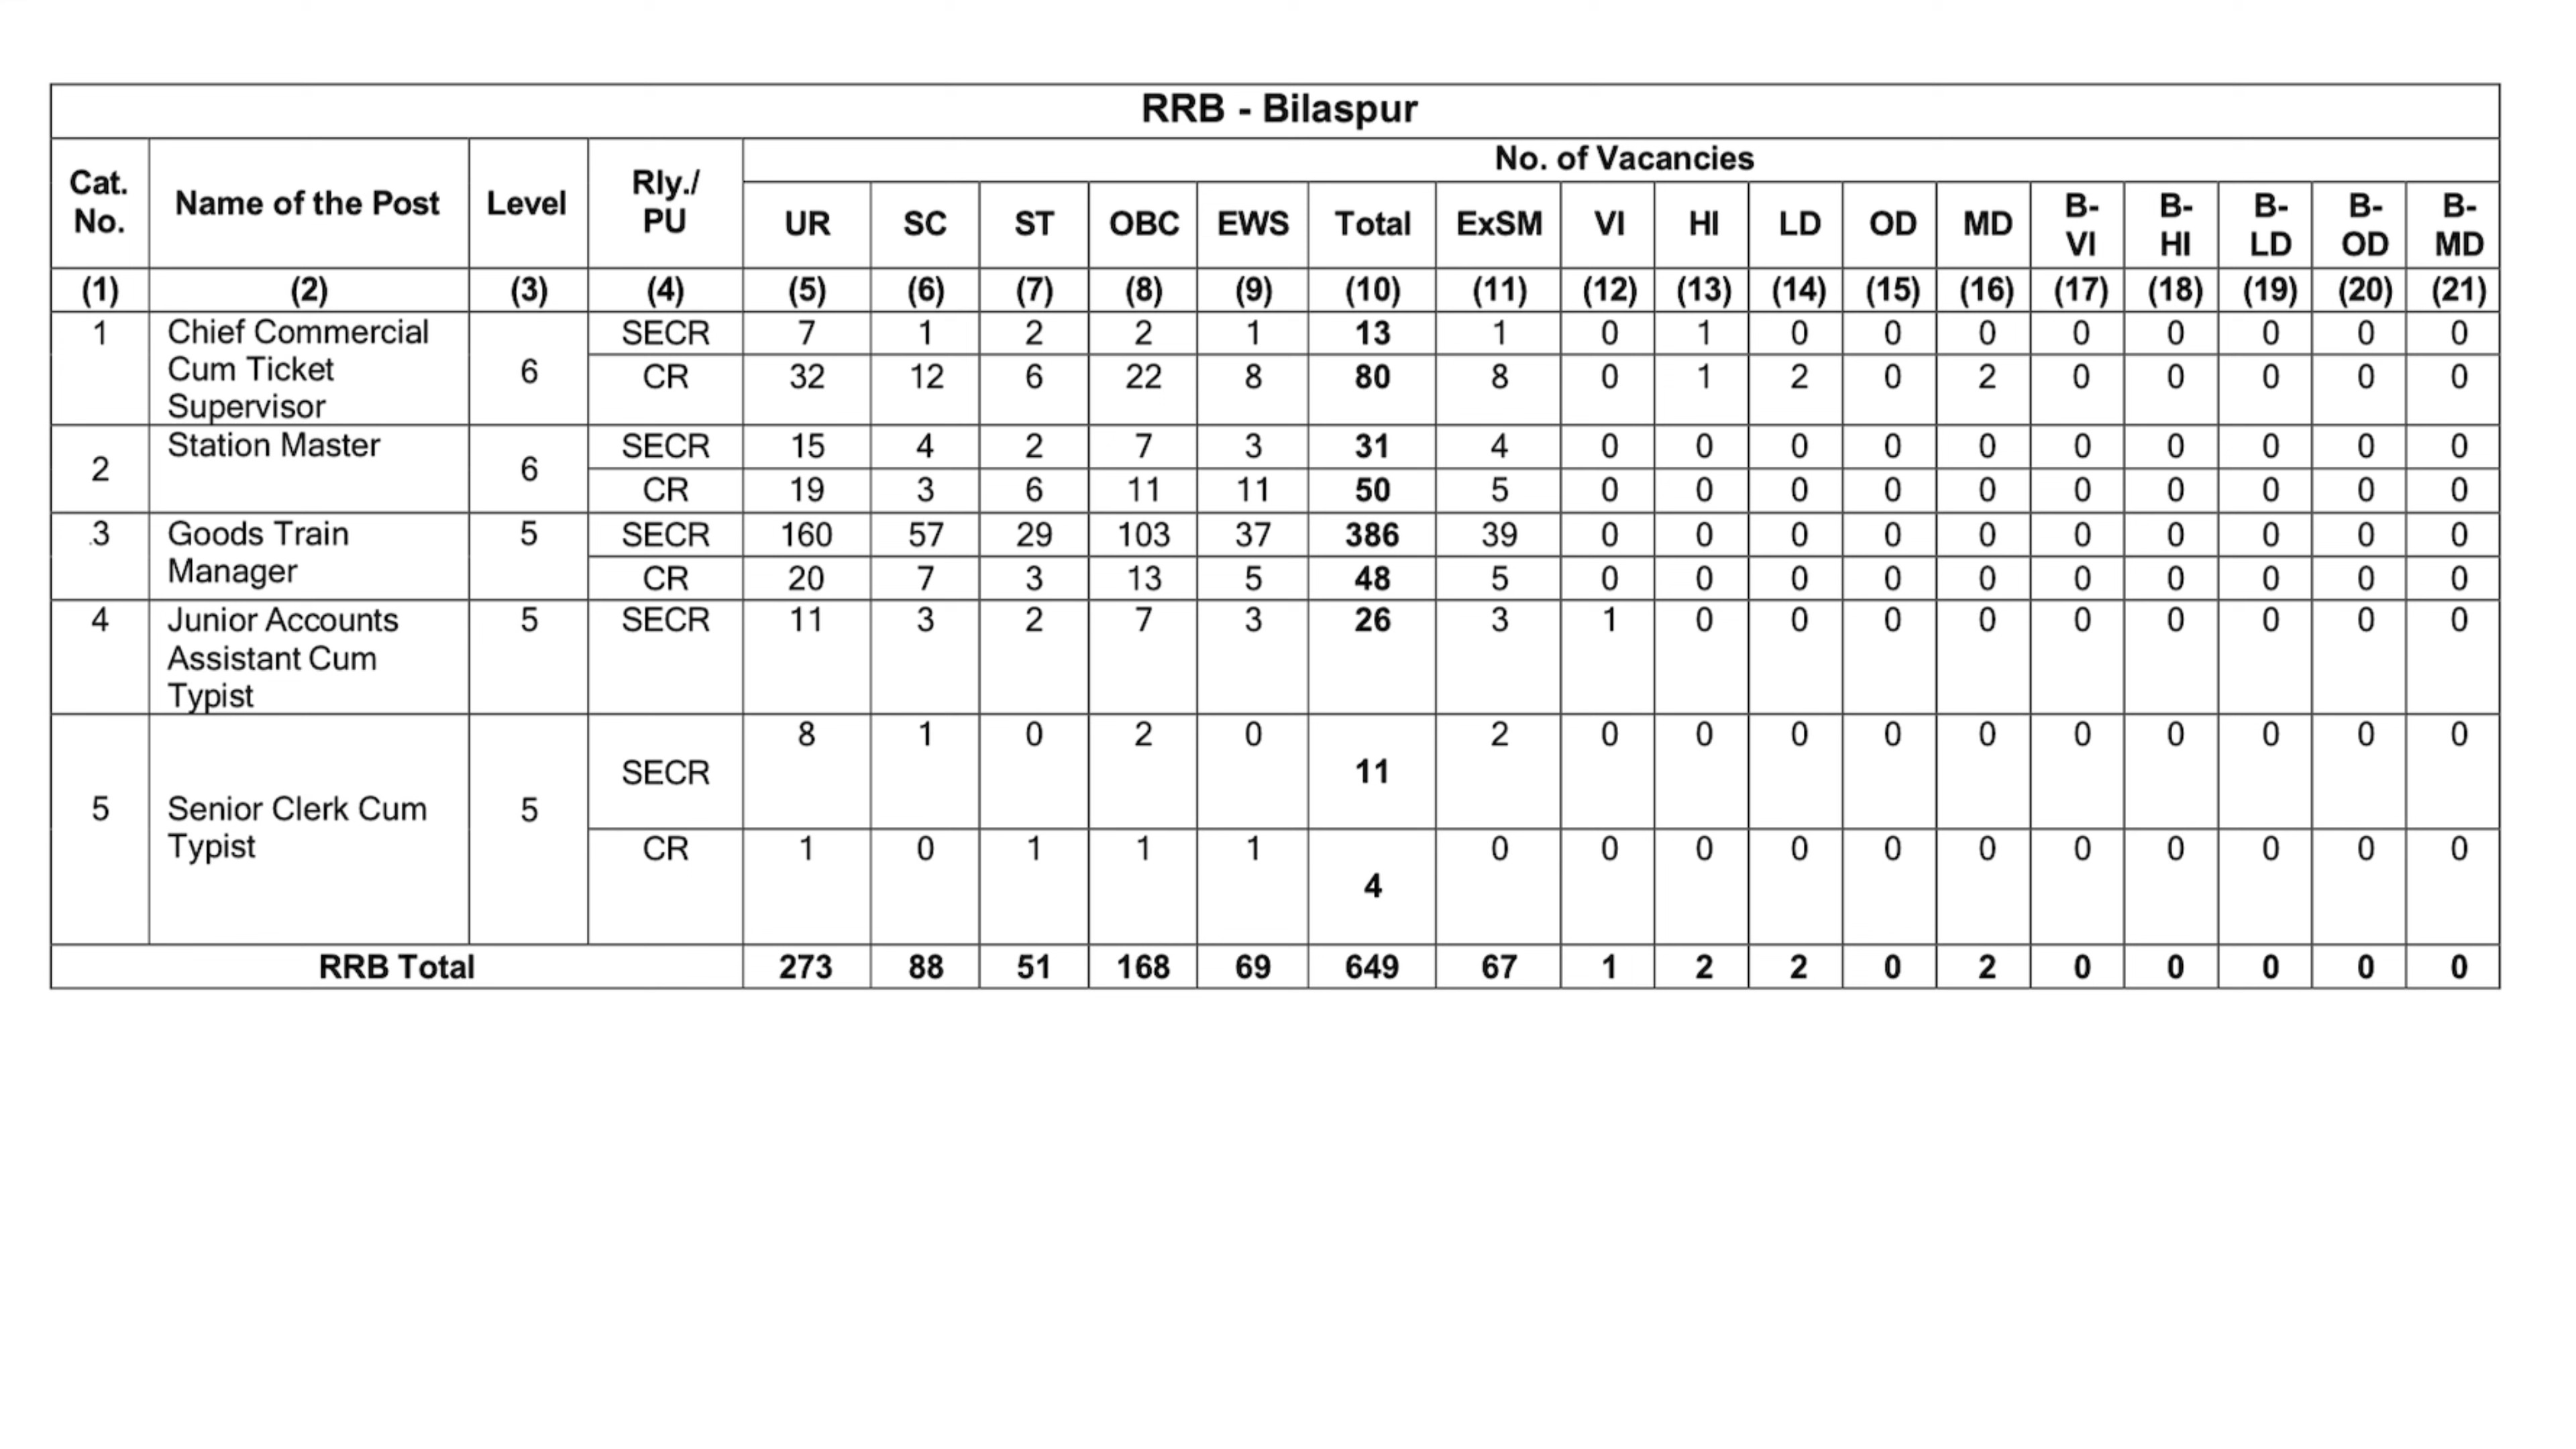 RRB - Bilaspur
No. of Vacancies
Cat. No. Name of the Post Level Rly./ PU UR SC ST OBC EWS Total ExSM VI HI LD OD MD B-VI B-HI B-LD B-OD B-MD
(1) (2) (3) (4) (5) (6) (7) (8) (9) (10) (11) (12) (13) (14) (15) (16) (17) (18) (19) (20) (21)
1 Chief Commercial Cum Ticket Supervisor 6 SECR 7 1 2 2 1 13 1 0 1 0 0 0 0 0 0 0 0
CR 32 12 6 22 8 80 8 0 1 2 0 2 0 0 0 0 0
2 Station Master 6 SECR 15 4 2 7 3 31 4 0 0 0 0 0 0 0 0 0 0
CR 19 3 6 11 11 50 5 0 0 0 0 0 0 0 0 0 0
3 Goods Train Manager 5 SECR 160 57 29 103 37 386 39 0 0 0 0 0 0 0 0 0 0
CR 20 7 3 13 5 48 5 0 0 0 0 0 0 0 0 0 0
4 Junior Accounts Assistant Cum Typist 5 SECR 11 3 2 7 3 26 3 1 0 0 0 0 0 0 0 0 0
5 Senior Clerk Cum Typist 5 SECR 8 1 0 2 0 11 2 0 0 0 0 0 0 0 0 0 0
CR 1 0 1 1 1 4 0 0 0 0 0 0 0 0 0 0 0
RRB Total 273 88 51 168 69 649 67 1 2 2 0 2 0 0 0 0 0